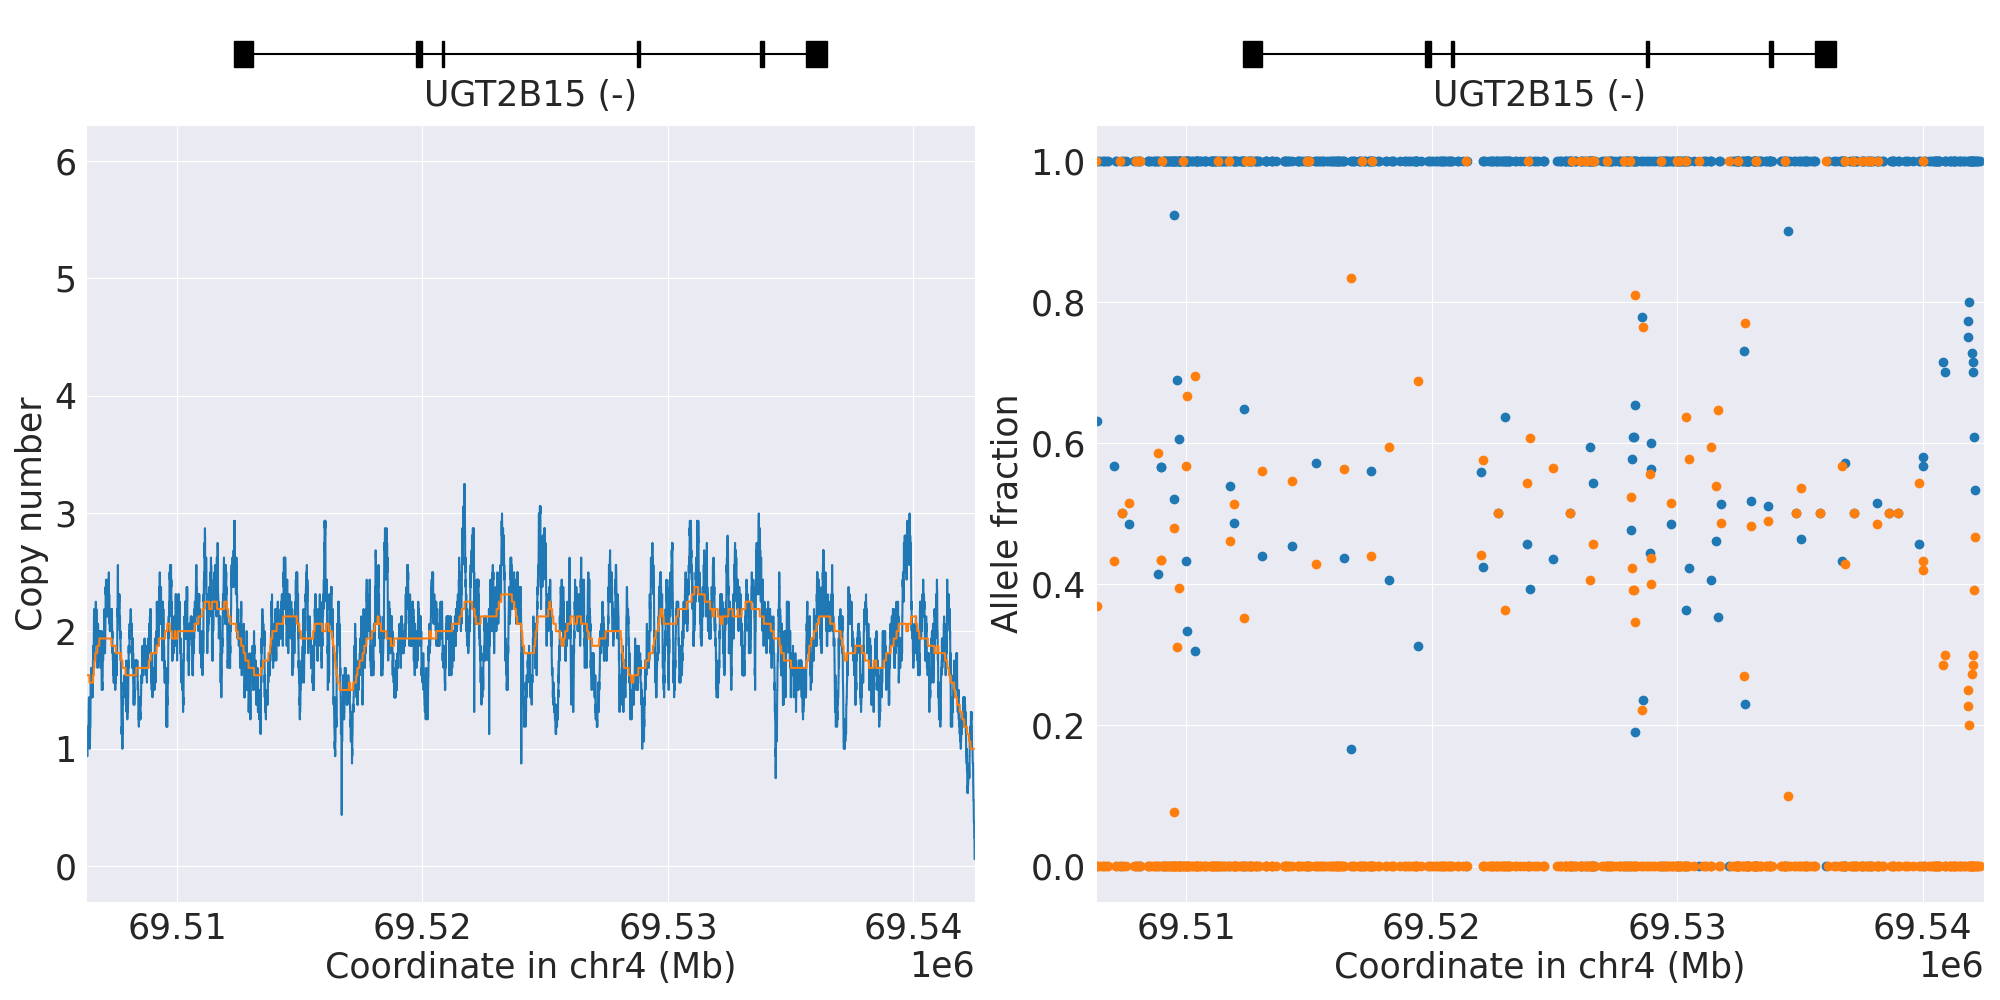 UGT2B15 (-)
UGT2B15 (-)
Copy number
6
5
4
3
2
1
0
69.51
69.52
69.53
69.54
Coordinate in chr4 (Mb)
1e6
Allele fraction
1.0
0.8
0.6
0.4
0.2
0.0
69.51
69.52
69.53
69.54
Coordinate in chr4 (Mb)
1e6